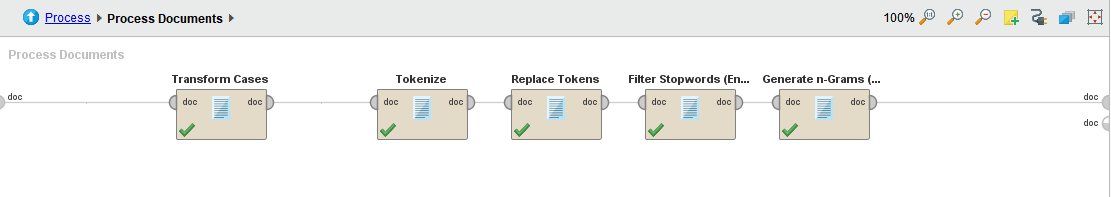 Process ▸ Process Documents ▸ 100%
Process Documents
Transform Cases Tokenize Replace Tokens Filter Stopwords (En... Generate n-Grams (...
doc doc doc doc doc doc doc doc doc doc doc doc
doc